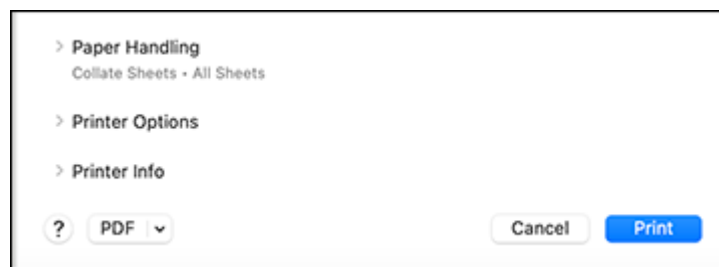 Paper Handling
Collate Sheets • All Sheets
Printer Options
Printer Info
? PDF Cancel Print